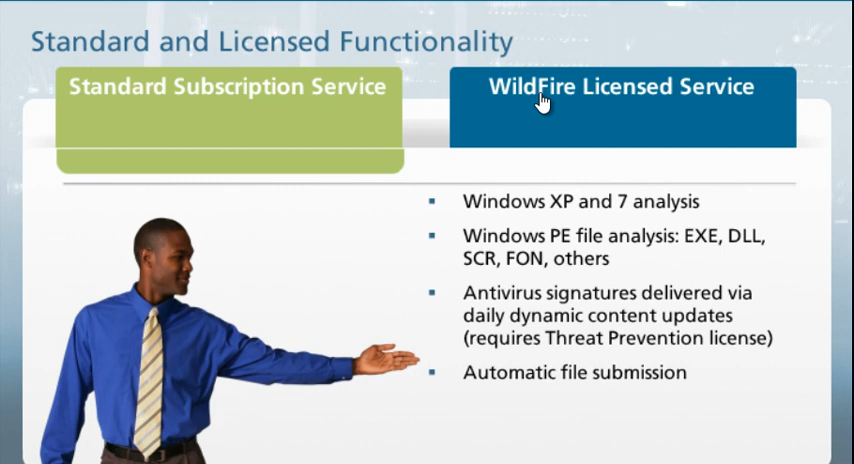 Standard and Licensed Functionality
Standard Subscription Service
WildFire Licensed Service
Windows XP and 7 analysis
Windows PE file analysis: EXE, DLL,
SCR, FON, others
Antivirus signatures delivered via
daily dynamic content updates
(requires Threat Prevention license)
Automatic file submission